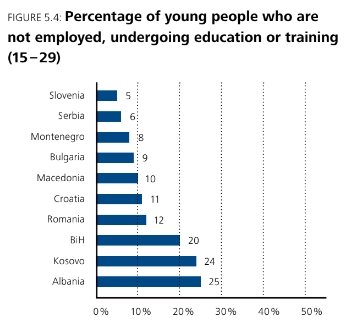 FIGURE 5.4: Percentage of young people who are
not employed, undergoing education or training
(15–29)
Slovenia 5
Serbia 6
Montenegro 8
Bulgaria 9
Macedonia 10
Croatia 11
Romania 12
BiH 20
Kosovo 24
Albania 25
0% 10% 20% 30% 40% 50%